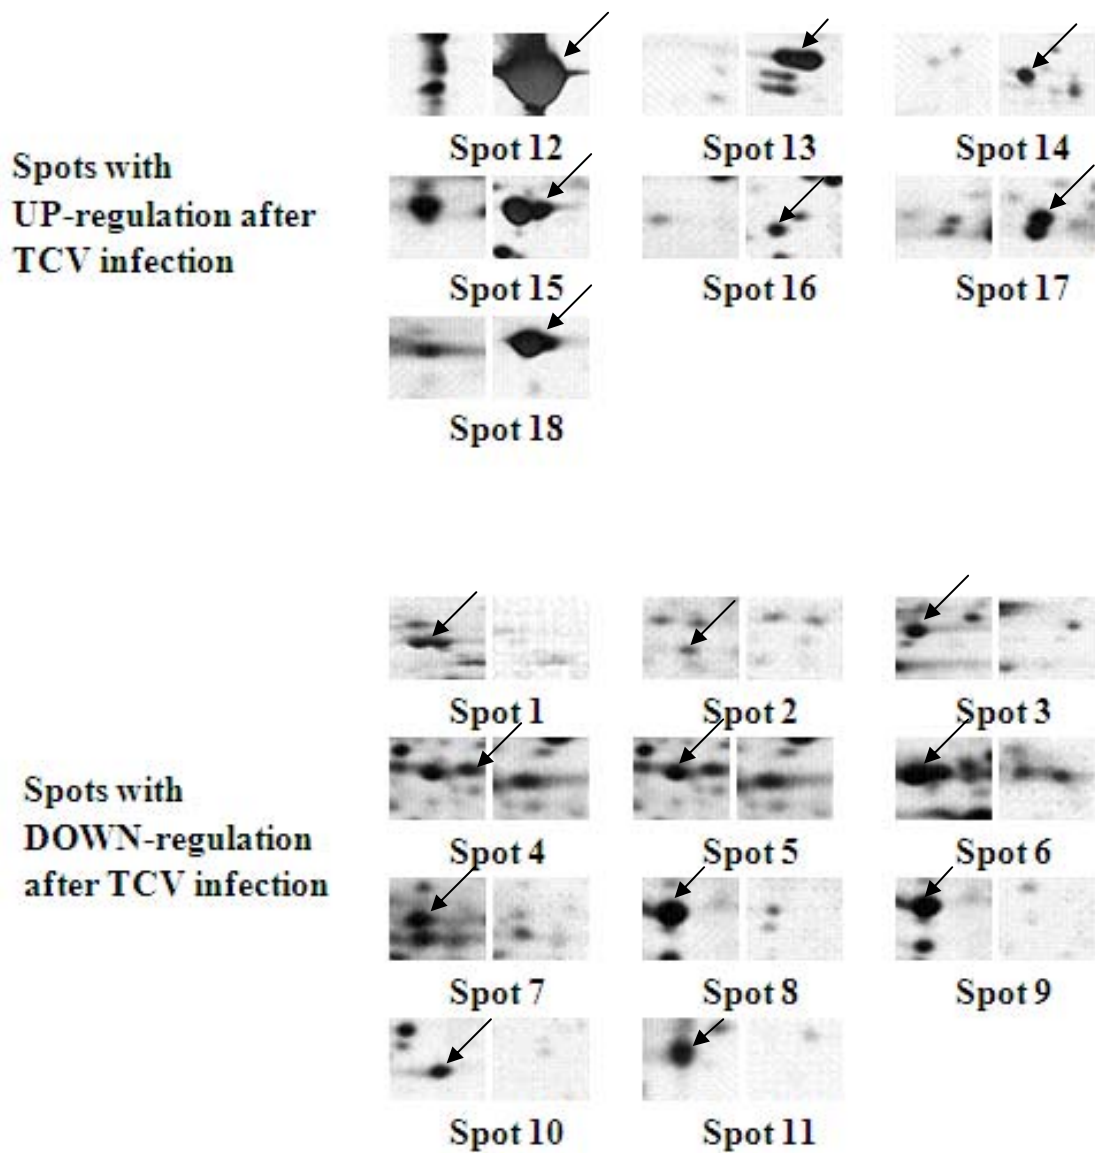 Spots with
UP-regulation after
TCV infection
Spot 12
Spot 13
Spot 14
Spot 15
Spot 16
Spot 17
Spot 18
Spots with
DOWN-regulation
after TCV infection
Spot 1
Spot 2
Spot 3
Spot 4
Spot 5
Spot 6
Spot 7
Spot 8
Spot 9
Spot 10
Spot 11